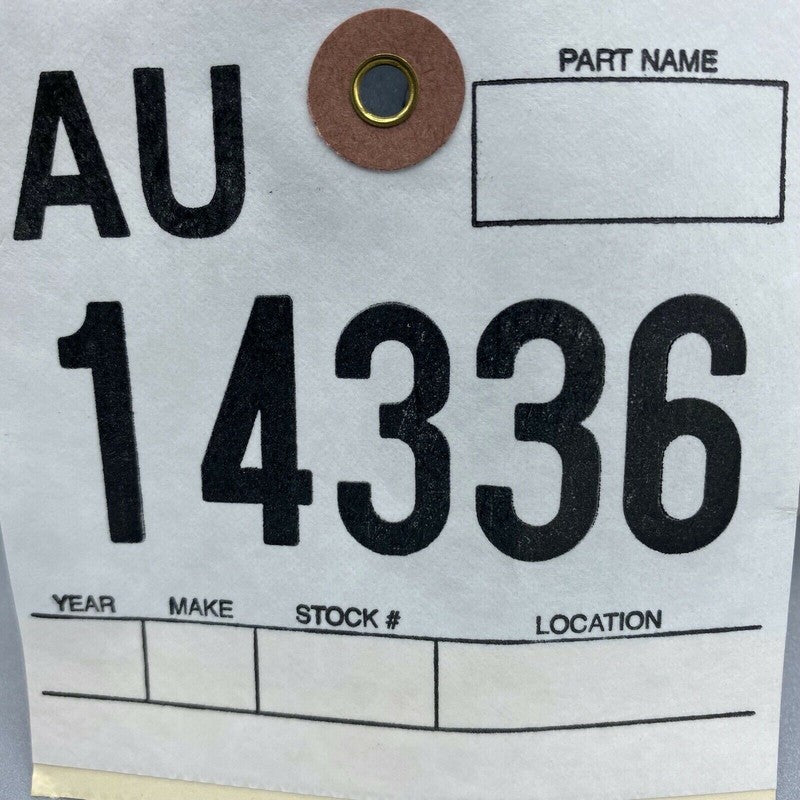 AU
PART NAME
14336
YEAR MAKE STOCK # LOCATION